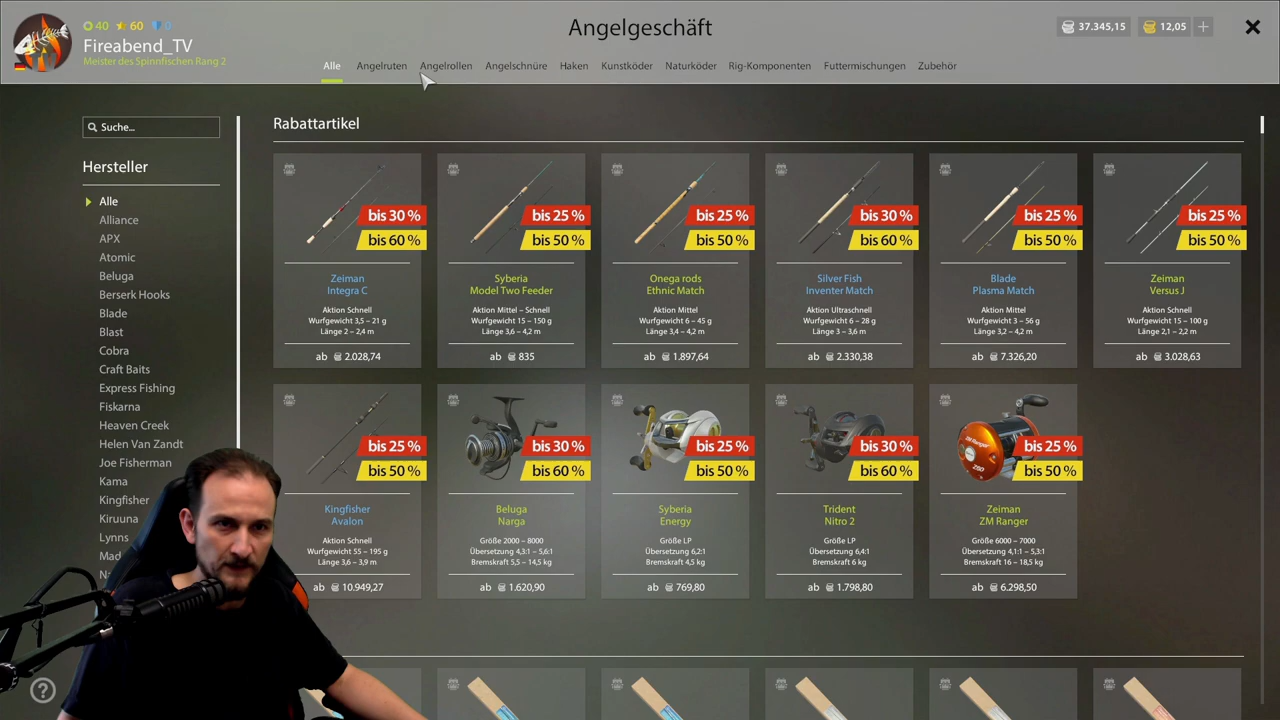 40 60 0
Fireabend_TV
Meister des Spinnfischen Rang 2
Angelgeschäft
37.345,15 12,05
Alle Angelruten Angelrollen Angelschnüre Haken Kunstköder Naturköder Rig-Komponenten Futtermischungen Zubehör
Suche...
Hersteller
Alle
Alliance
APX
Atomic
Beluga
Berserk Hooks
Blade
Blast
Cobra
Craft Baits
Express Fishing
Fiskarna
Heaven Creek
Helen Van Zandt
Joe Fisherman
Kama
Kingfisher
Kiruuna
Lynns
Rabattartikel
bis 30 %
bis 60 %
Zeiman
Integra C
Aktion Schnell
Wurfgewicht 3,5 – 21 g
Länge 2 – 2,4 m
ab 2.028,74
bis 25 %
bis 50 %
Syberia
Model Two Feeder
Aktion Mittel – Schnell
Wurfgewicht 15 – 150 g
Länge 3,6 – 4,2 m
ab 835
bis 25 %
bis 50 %
Onega rods
Ethnic Match
Aktion Mittel
Wurfgewicht 6 – 45 g
Länge 3,4 – 4,2 m
ab 1.897,64
bis 30 %
bis 60 %
Silver Fish
Inventer Match
Aktion Ultraschnell
Wurfgewicht 6 – 28 g
Länge 3 – 3,6 m
ab 2.330,38
bis 25 %
bis 50 %
Blade
Plasma Match
Aktion Mittel
Wurfgewicht 3 – 56 g
Länge 3,2 – 4,2 m
ab 7.326,20
bis 25 %
bis 50 %
Zeiman
Versus J
Aktion Schnell
Wurfgewicht 15 – 100 g
Länge 2,1 – 2,2 m
ab 3.028,63
bis 25 %
bis 50 %
Kingfisher
Avalon
Aktion Schnell
Wurfgewicht 55 – 195 g
Länge 3,6 – 3,9 m
ab 10.949,27
bis 30 %
bis 60 %
Beluga
Narga
Größe 2000 – 8000
Übersetzung 4,3:1 – 5,6:1
Bremskraft 5,5 – 14,5 kg
ab 1.620,90
bis 25 %
bis 50 %
Syberia
Energy
Größe LP
Übersetzung 6,2:1
Bremskraft 4,5 kg
ab 769,80
bis 30 %
bis 60 %
Trident
Nitro 2
Größe LP
Übersetzung 6,4:1
Bremskraft 6 kg
ab 1.798,80
ZM Ranger
Z60
bis 25 %
bis 50 %
Zeiman
ZM Ranger
Größe 6000 – 7000
Übersetzung 4,1:1 – 5,3:1
Bremskraft 16 – 18,5 kg
ab 6.298,50
?